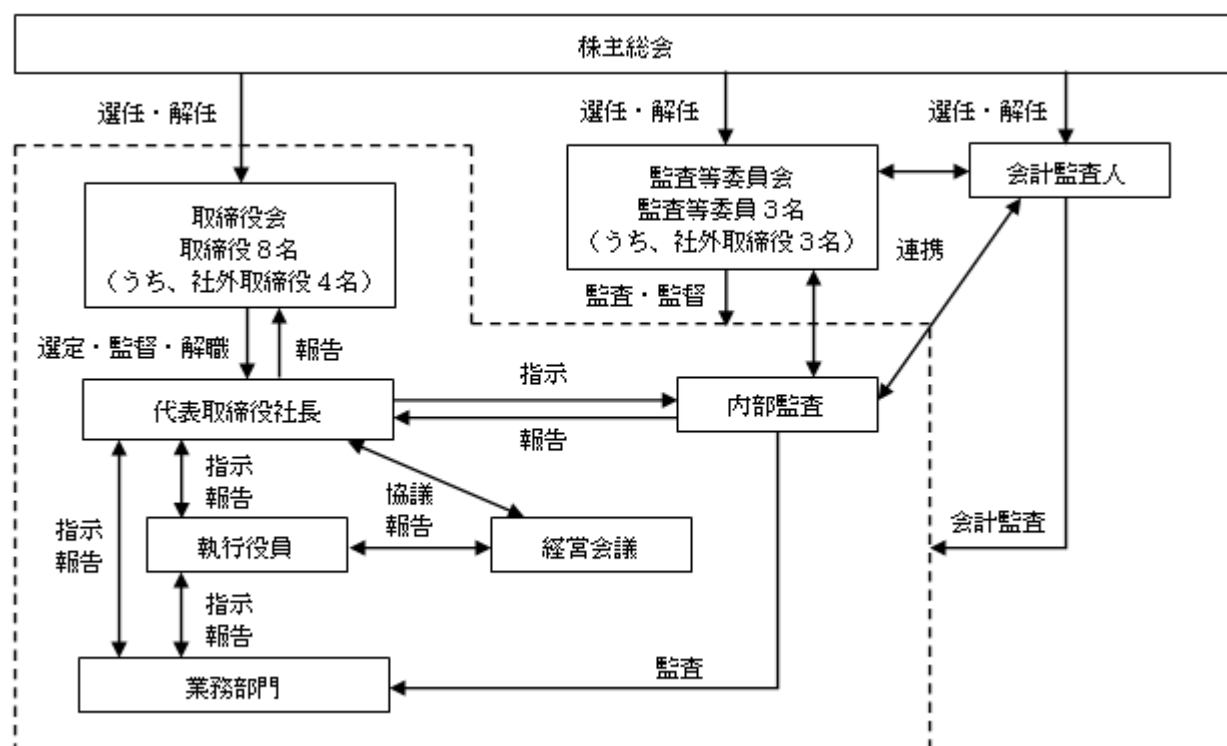 株主総会
選任・解任
選任・解任
選任・解任
監査等委員会
監査等委員3名
（うち、社外取締役3名）
会計監査人
取締役会
取締役8名
（うち、社外取締役4名）
連携
監査・監督
選定・監督・解職
報告
指示
代表取締役社長
内部監査
報告
指示
報告
協議
報告
指示
報告
執行役員
経営会議
会計監査
指示
報告
監査
業務部門